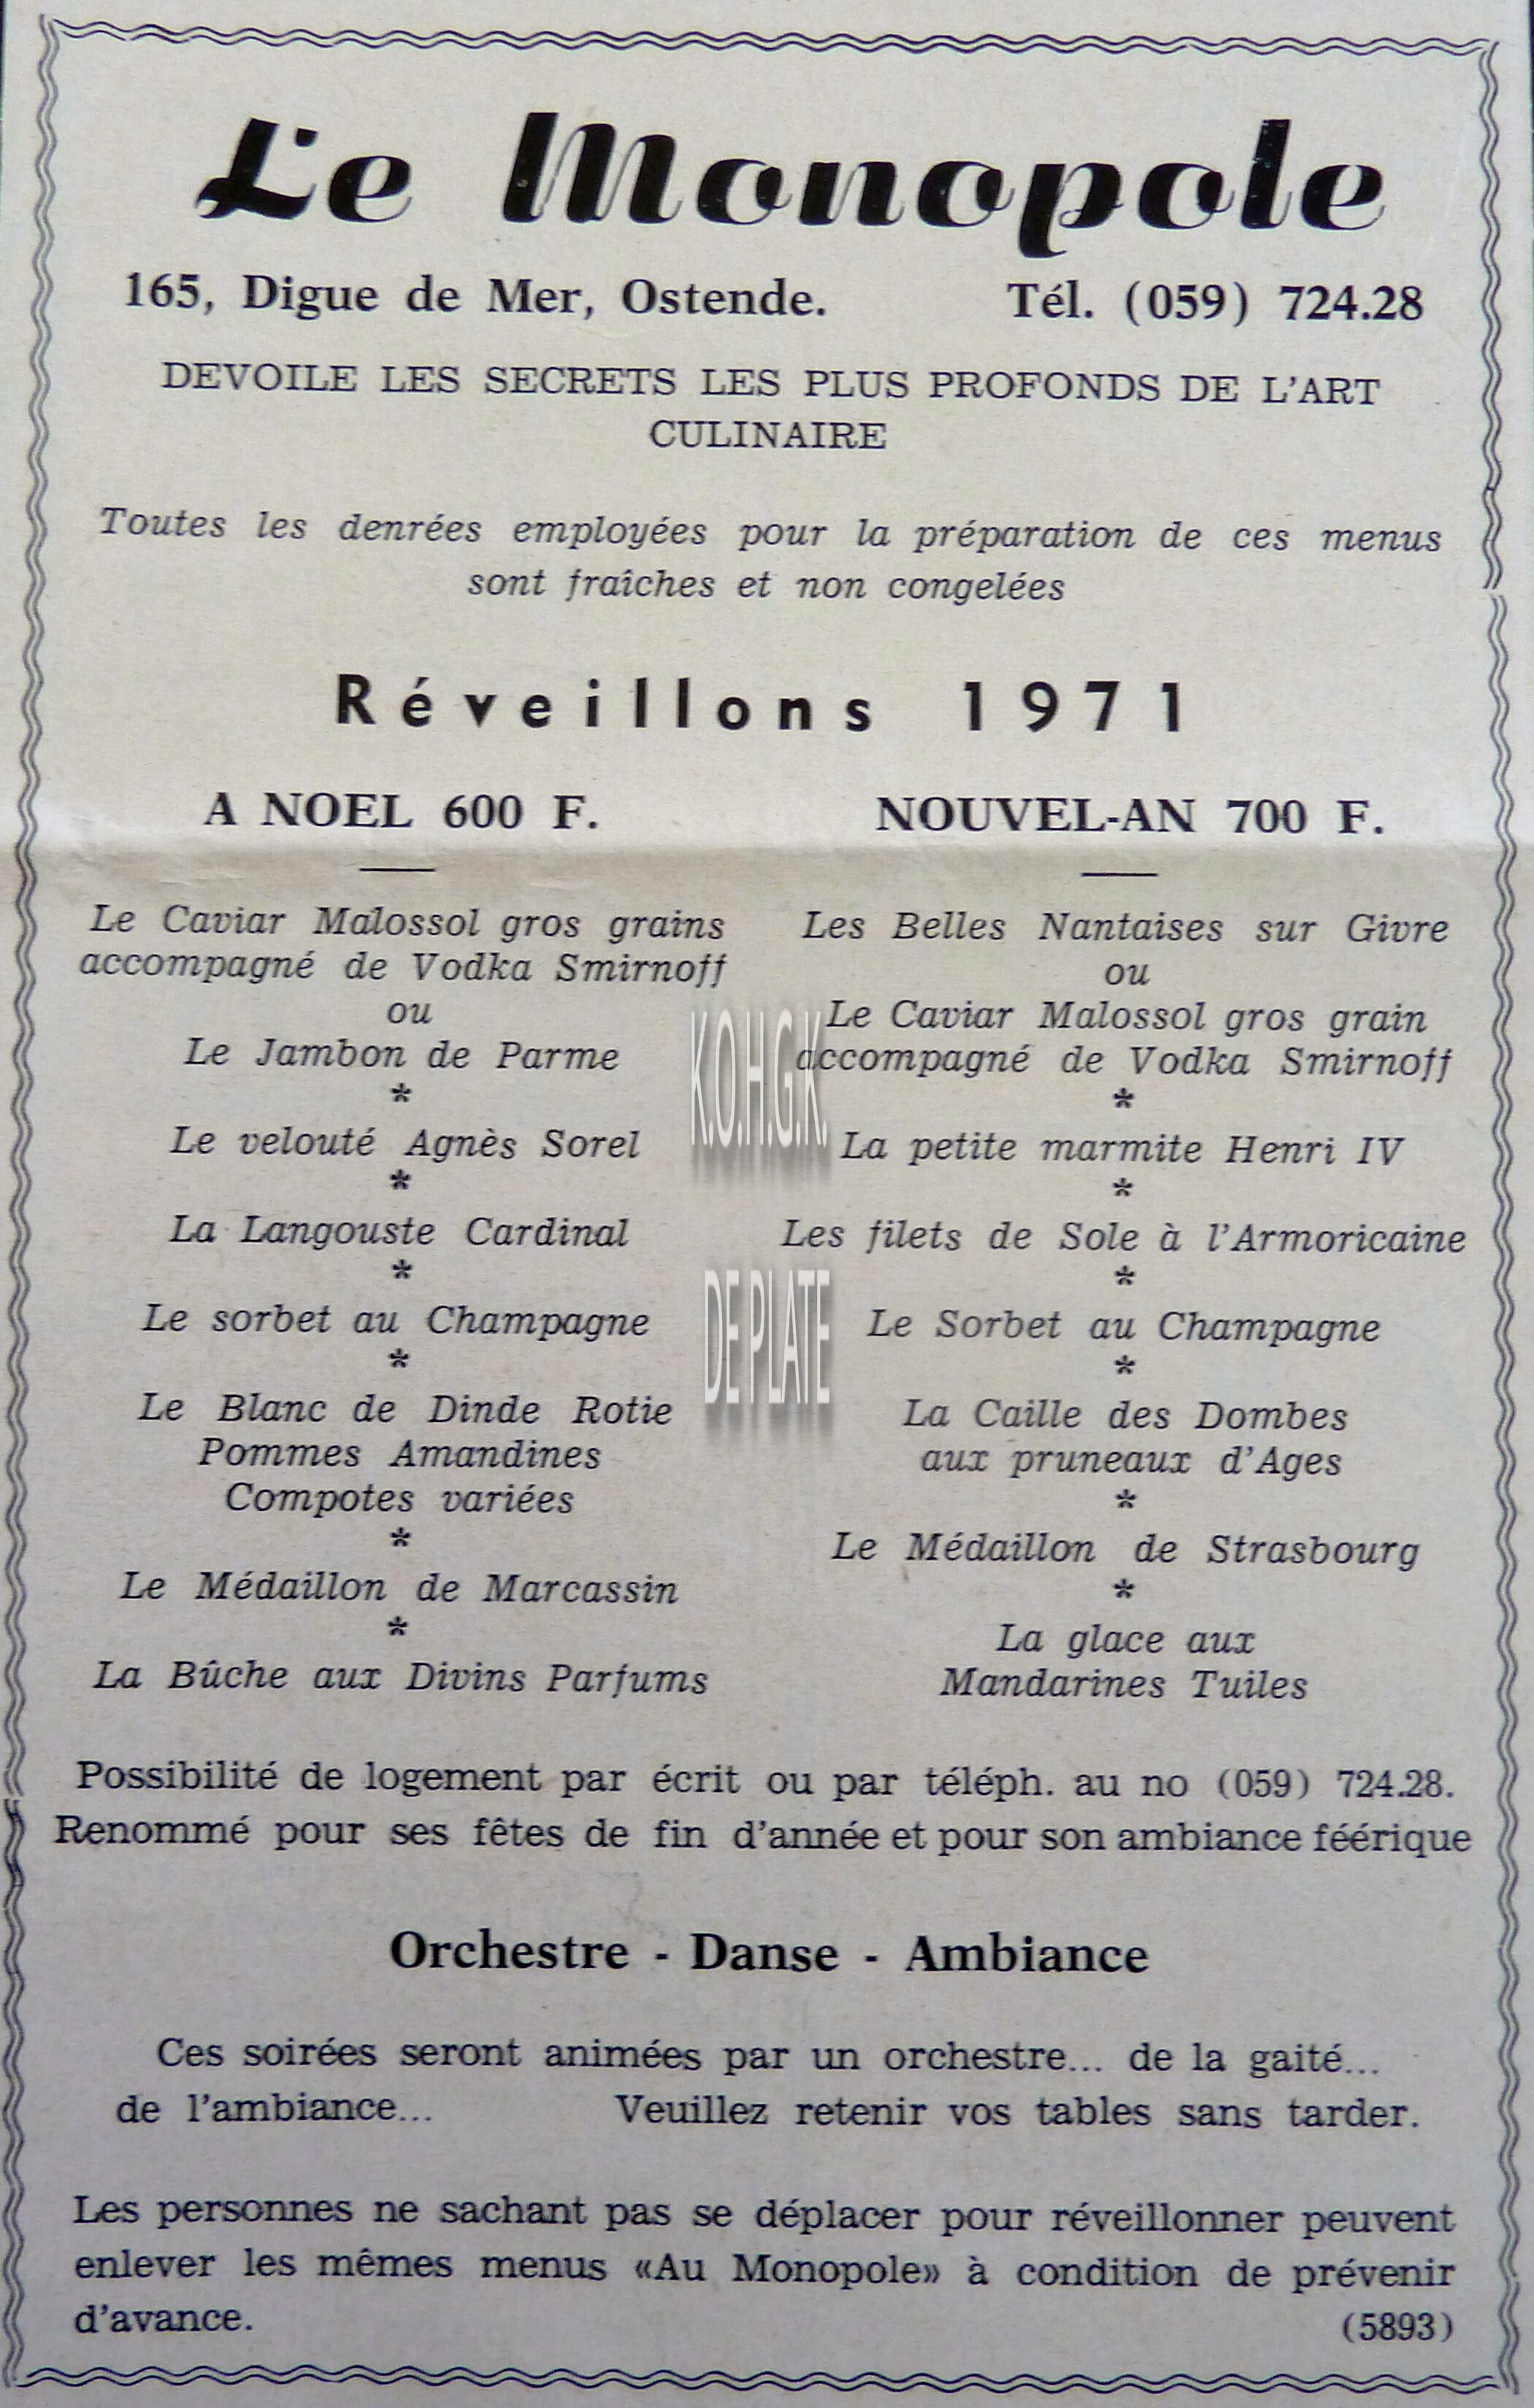 Le Monopole
165, Digue de Mer, Ostende. Tél. (059) 724.28
DEVOILE LES SECRETS LES PLUS PROFONDS DE L'ART
CULINAIRE
Toutes les denrées employées pour la préparation de ces menus
sont fraîches et non congelées
Réveillons 1971
A NOEL 600 F.
Le Caviar Malossol gros grains
accompagné de Vodka Smirnoff
ou
Le Jambon de Parme
*
Le velouté Agnès Sorel
*
La Langouste Cardinal
*
Le sorbet au Champagne
*
Le Blanc de Dinde Rotie
Pommes Amandines
Compotes variées
*
Le Médaillon de Marcassin
*
La Bûche aux Divins Parfums
NOUVEL-AN 700 F.
Les Belles Nantaises sur Givre
ou
Le Caviar Malossol gros grain
accompagné de Vodka Smirnoff
*
La petite marmite Henri IV
*
Les filets de Sole à l'Armoricaine
*
Le Sorbet au Champagne
*
La Caille des Dombes
aux pruneaux d'Ages
*
Le Médaillon de Strasbourg
*
La glace aux
Mandarines Tuiles
K.O.H.G.K.
DE PLATE
Possibilité de logement par écrit ou par téléph. au no (059) 724.28.
Renommé pour ses fêtes de fin d'année et pour son ambiance féérique
Orchestre - Danse - Ambiance
Ces soirées seront animées par un orchestre... de la gaité...
de l'ambiance... Veuillez retenir vos tables sans tarder.
Les personnes ne sachant pas se déplacer pour réveillonner peuvent
enlever les mêmes menus «Au Monopole» à condition de prévenir
d'avance. (5893)